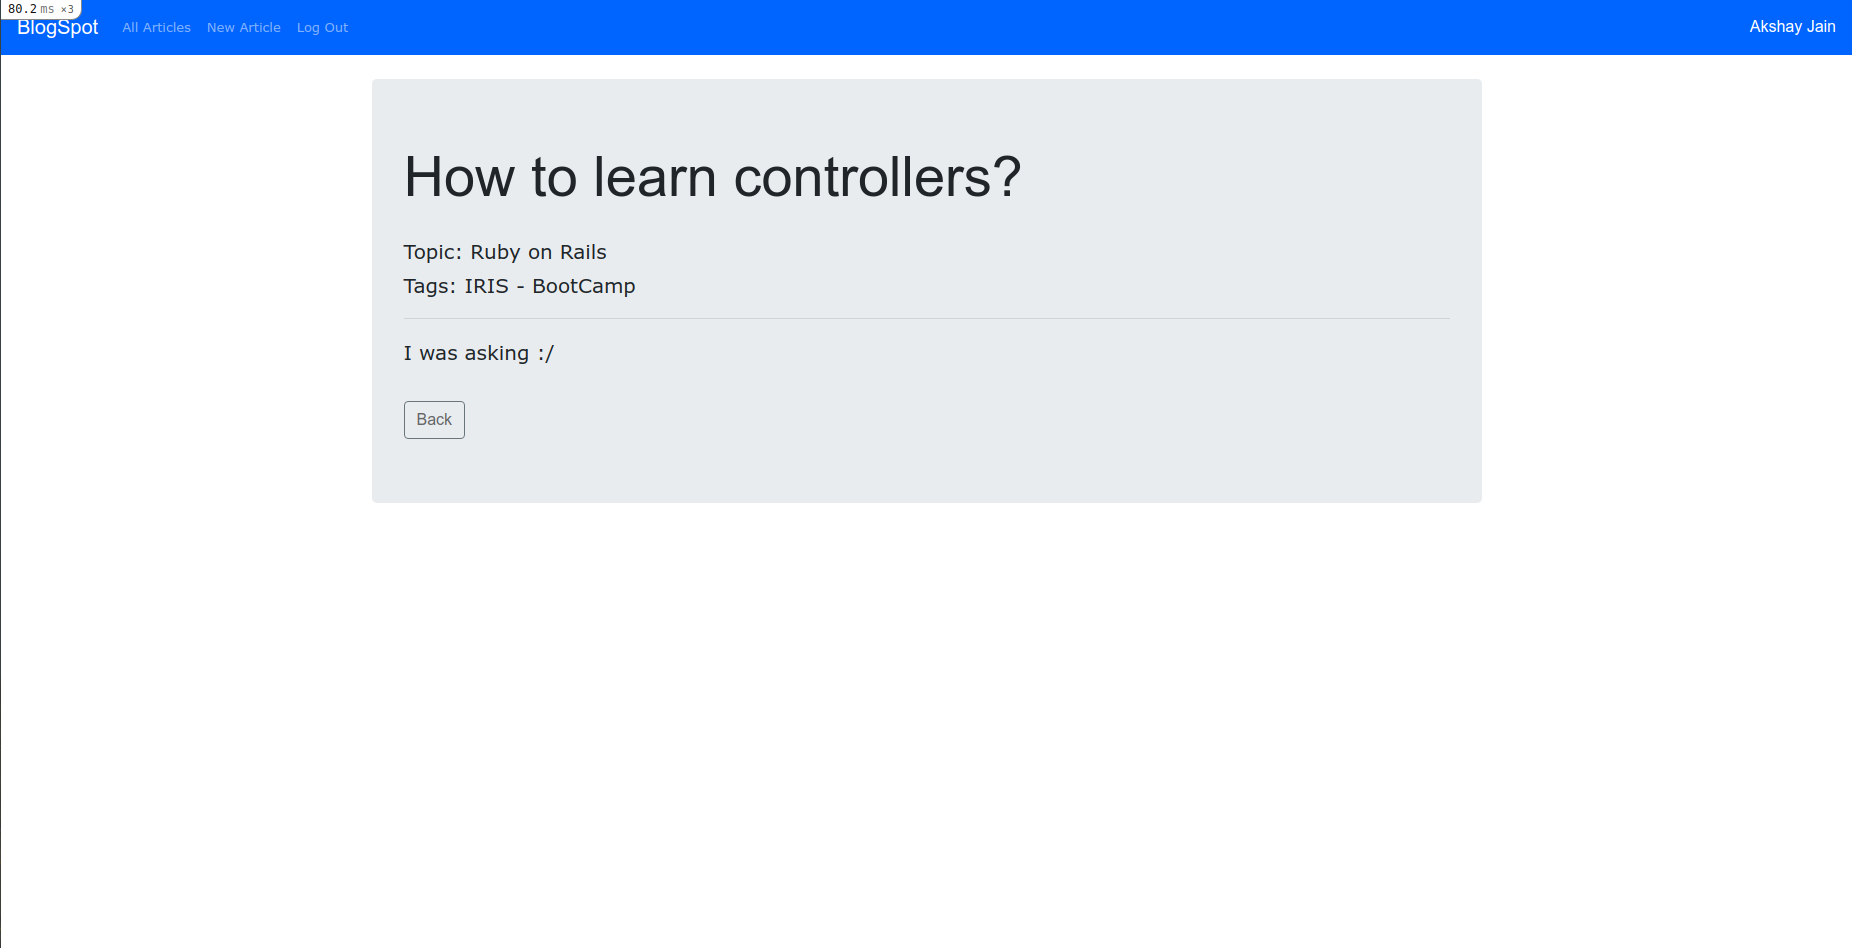 80.2 ms ×3
BlogSpot All Articles New Article Log Out Akshay Jain
How to learn controllers?
Topic: Ruby on Rails
Tags: IRIS - BootCamp
I was asking :/
Back